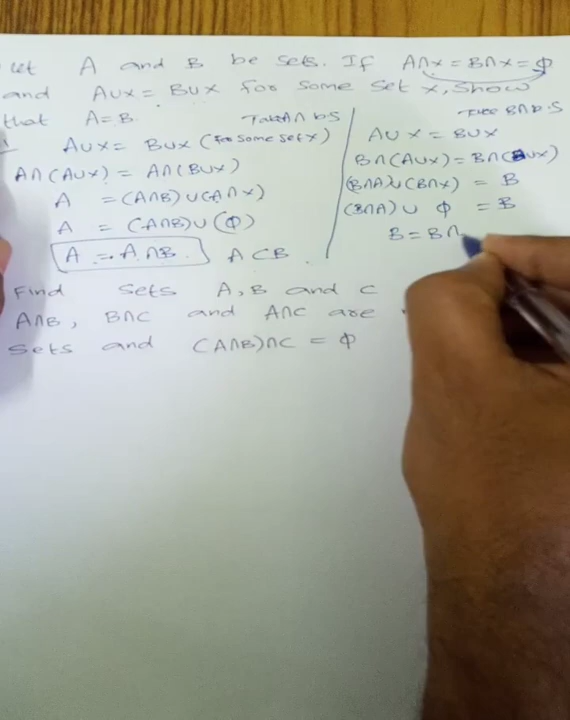 Let A and B be sets. If A∩x = B∩x = Φ
and A∪x = B∪x for some set x, show
that A = B.
Take A∩ b.s
A∪x = B∪x (for some set x)
A∩(A∪x) = A∩(B∪x)
A = (A∩B)∪(A∩x)
A = (A∩B)∪(Φ)
A = A∩B. A⊂B
Take B∩ b.s
A∪x = B∪x
B∩(A∪x) = B∩(B∪x)
(B∩A)∪(B∩x) = B
(B∩A)∪ Φ = B
B = B∩
Find sets A, B and C
A∩B, B∩C and A∩C are
sets and (A∩B)∩C = Φ